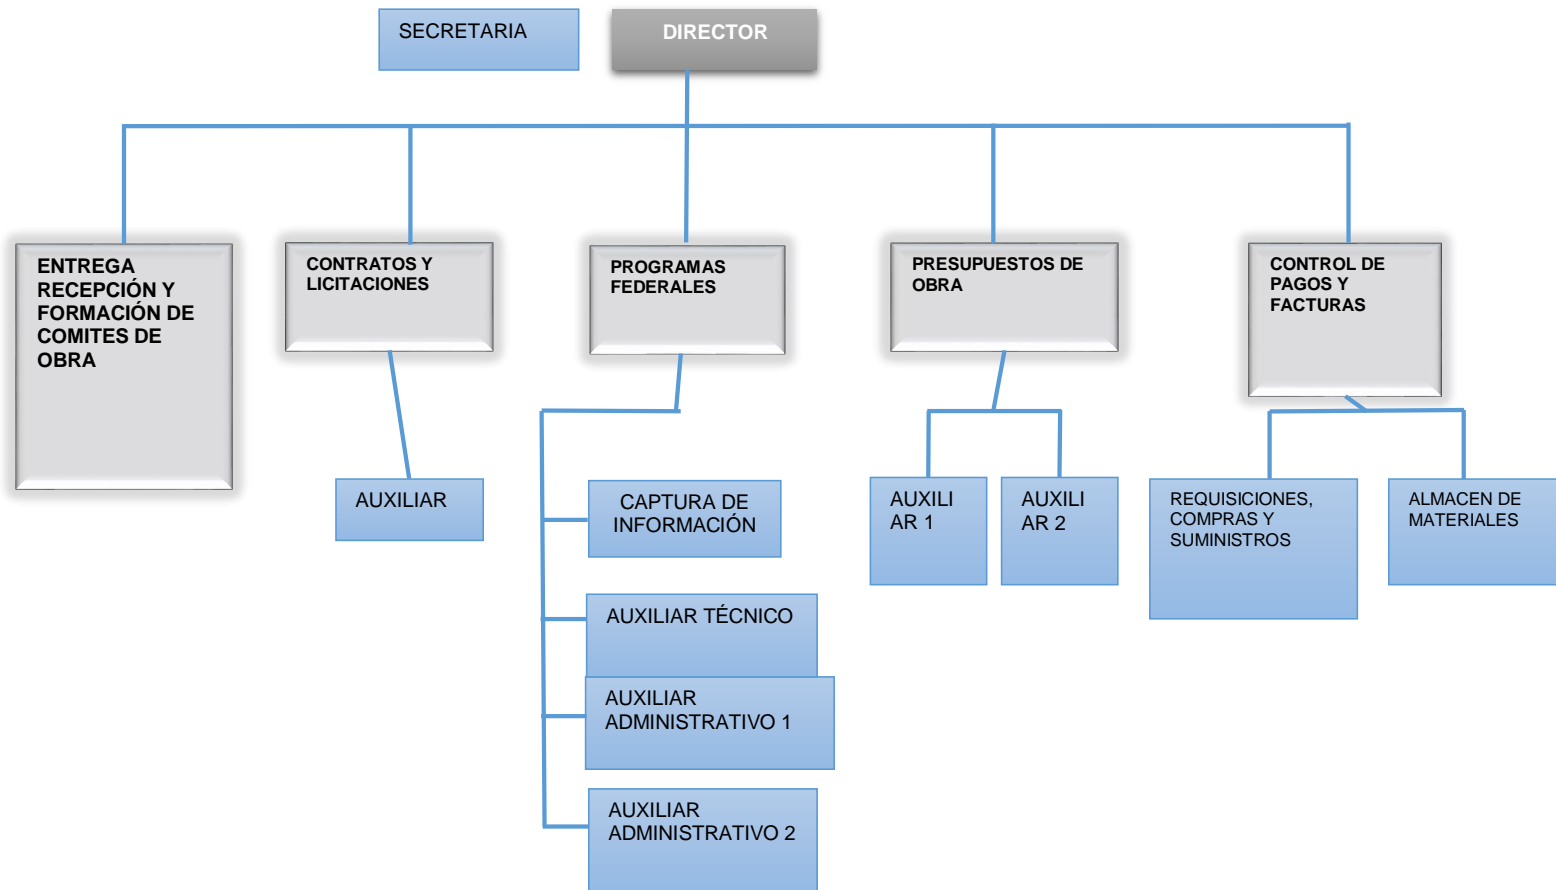 SECRETARIA
DIRECTOR
ENTREGA
RECEPCIÓN Y
FORMACIÓN DE
COMITES DE
OBRA
CONTRATOS Y
LICITACIONES
PROGRAMAS
FEDERALES
PRESUPUESTOS DE
OBRA
CONTROL DE
PAGOS Y
FACTURAS
AUXILIAR
CAPTURA DE
INFORMACIÓN
AUXILIAR TÉCNICO
AUXILIAR
ADMINISTRATIVO 1
AUXILIAR
ADMINISTRATIVO 2
AUXILI
AR 1
AUXILI
AR 2
REQUISICIONES,
COMPRAS Y
SUMINISTROS
ALMACEN DE
MATERIALES